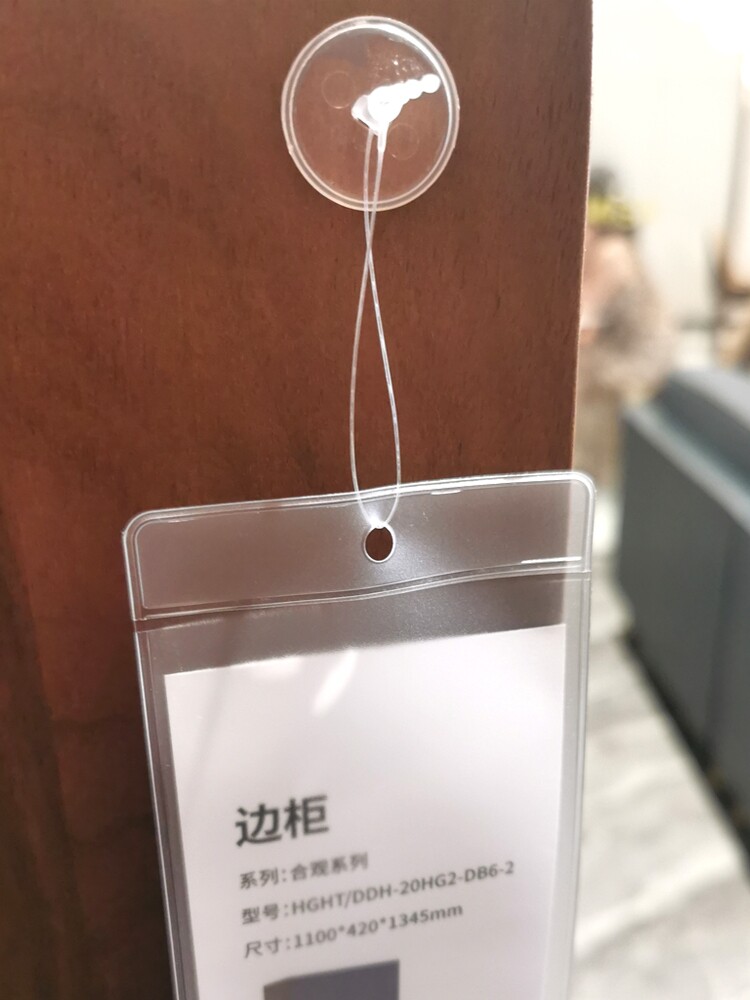 边柜
系列:合观系列
型号:HGHT/DDH-20HG2-DB6-2
尺寸:1100*420*1345mm